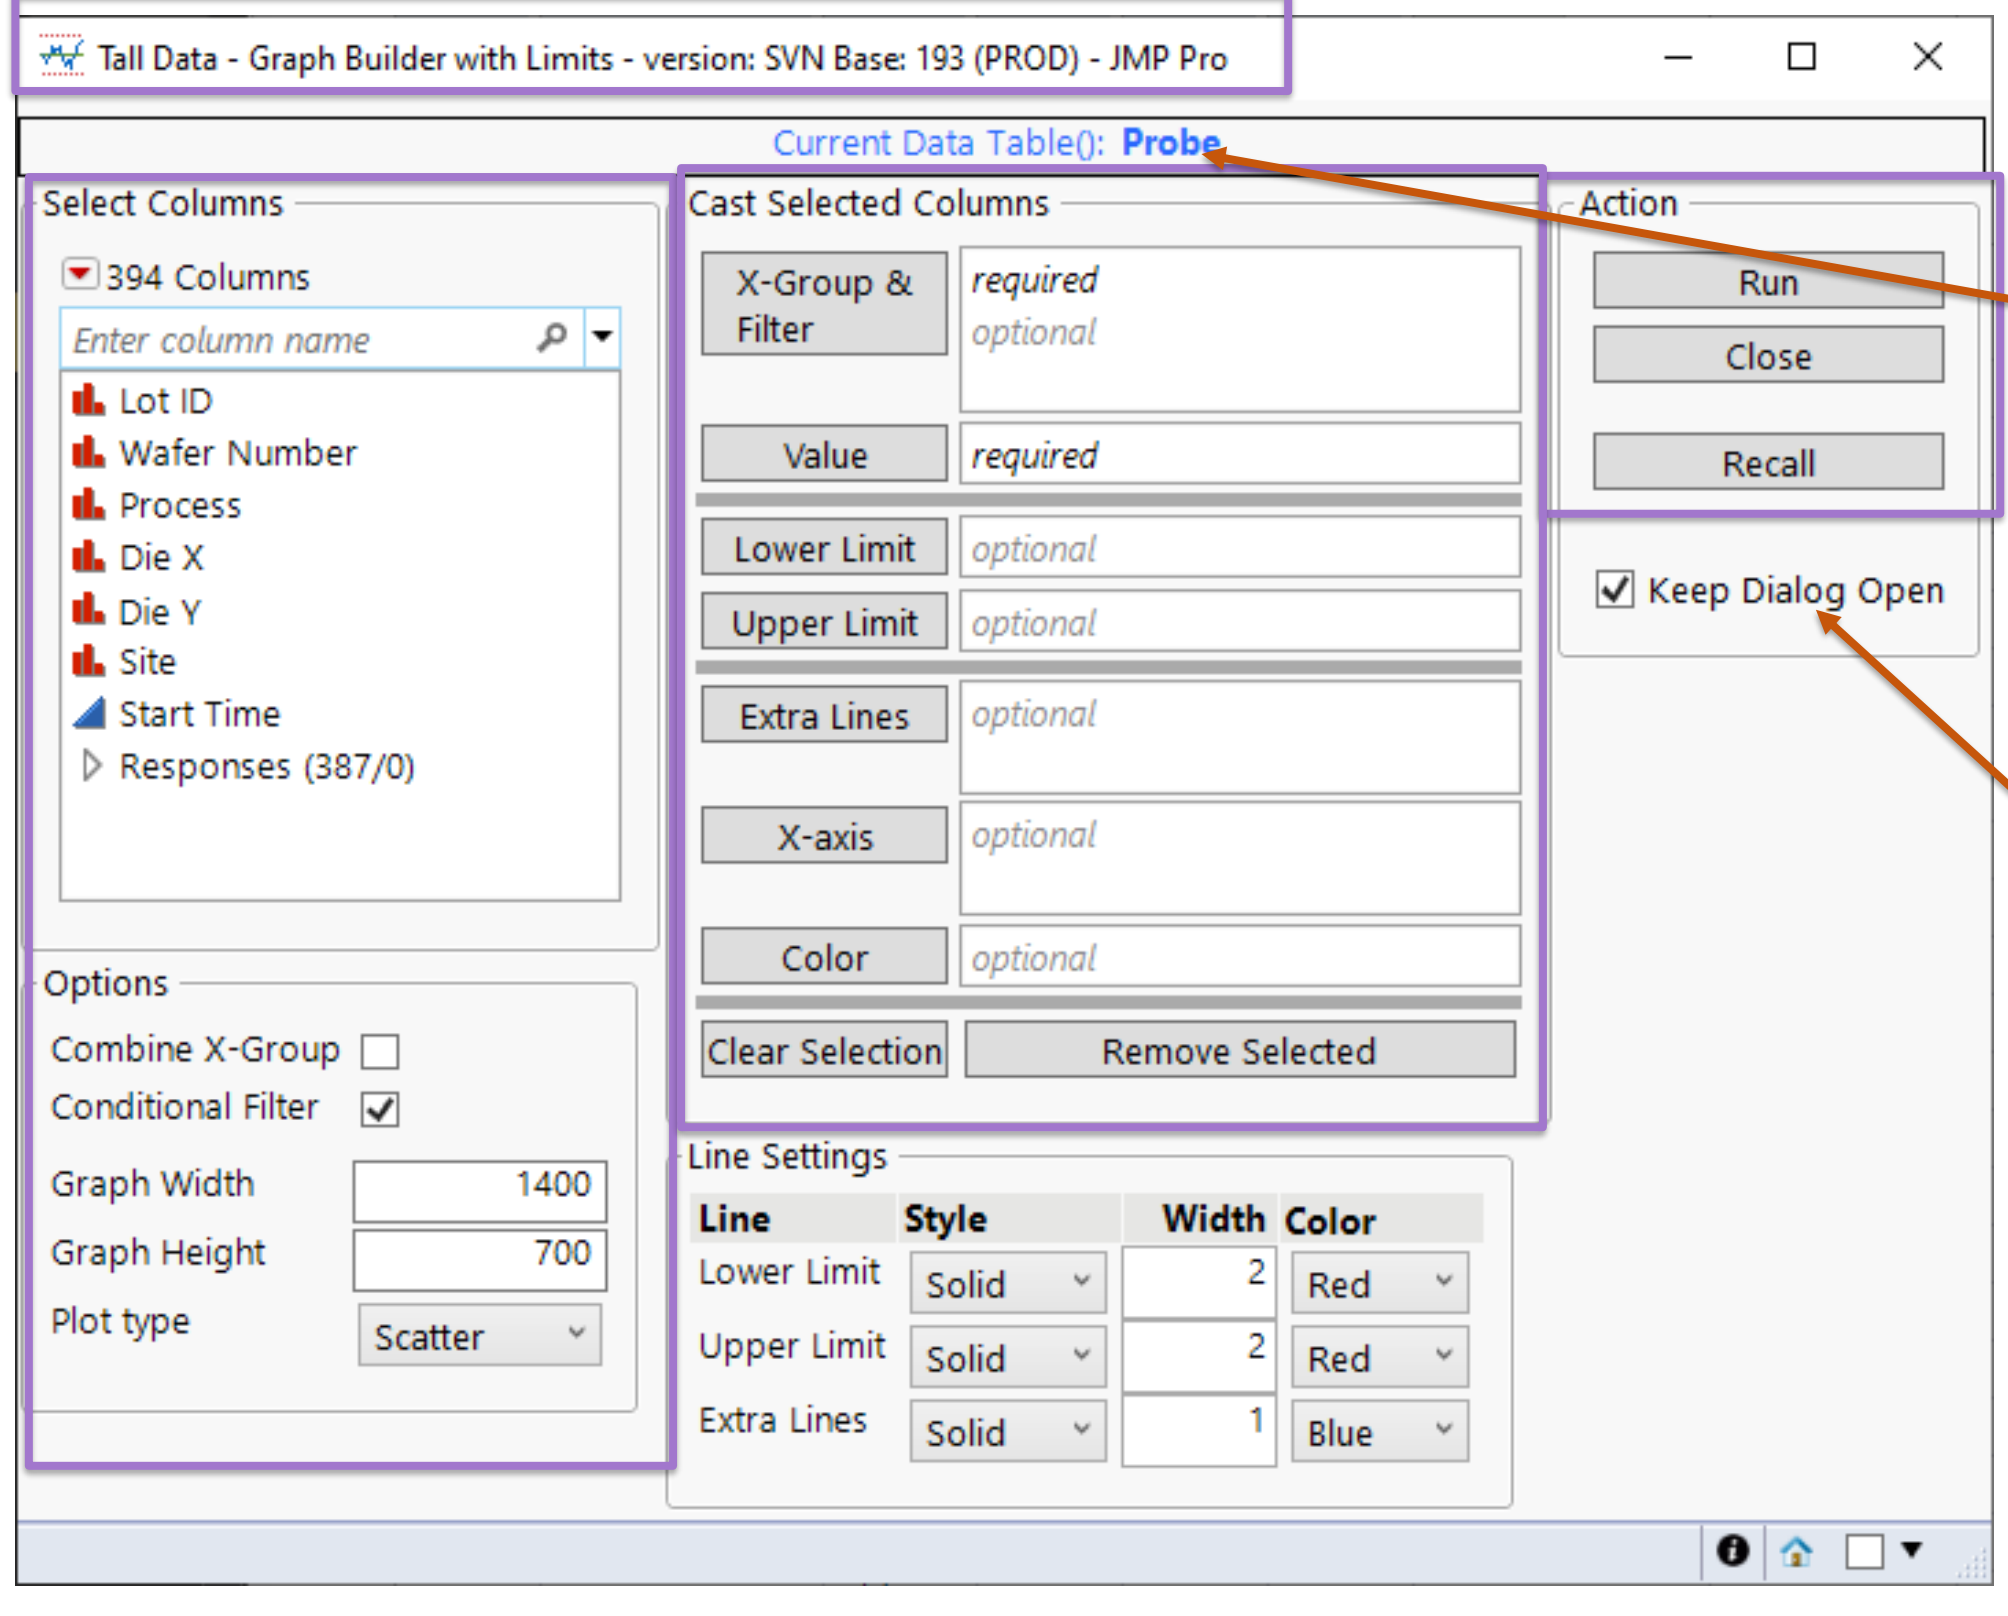 Tall Data - Graph Builder with Limits - version: SVN Base: 193 (PROD) - JMP Pro
Current Data Table(): Probe
Select Columns
394 Columns
Enter column name
Lot ID
Wafer Number
Process
Die X
Die Y
Site
Start Time
Responses (387/0)
Options
Combine X-Group
Conditional Filter
Graph Width 1400
Graph Height 700
Plot type Scatter
Cast Selected Columns
X-Group & Filter
required
optional
Value required
Lower Limit optional
Upper Limit optional
Extra Lines optional
X-axis optional
Color optional
Clear Selection Remove Selected
Line Settings
Line Style Width Color
Lower Limit Solid 2 Red
Upper Limit Solid 2 Red
Extra Lines Solid 1 Blue
Action
Run
Close
Recall
Keep Dialog Open